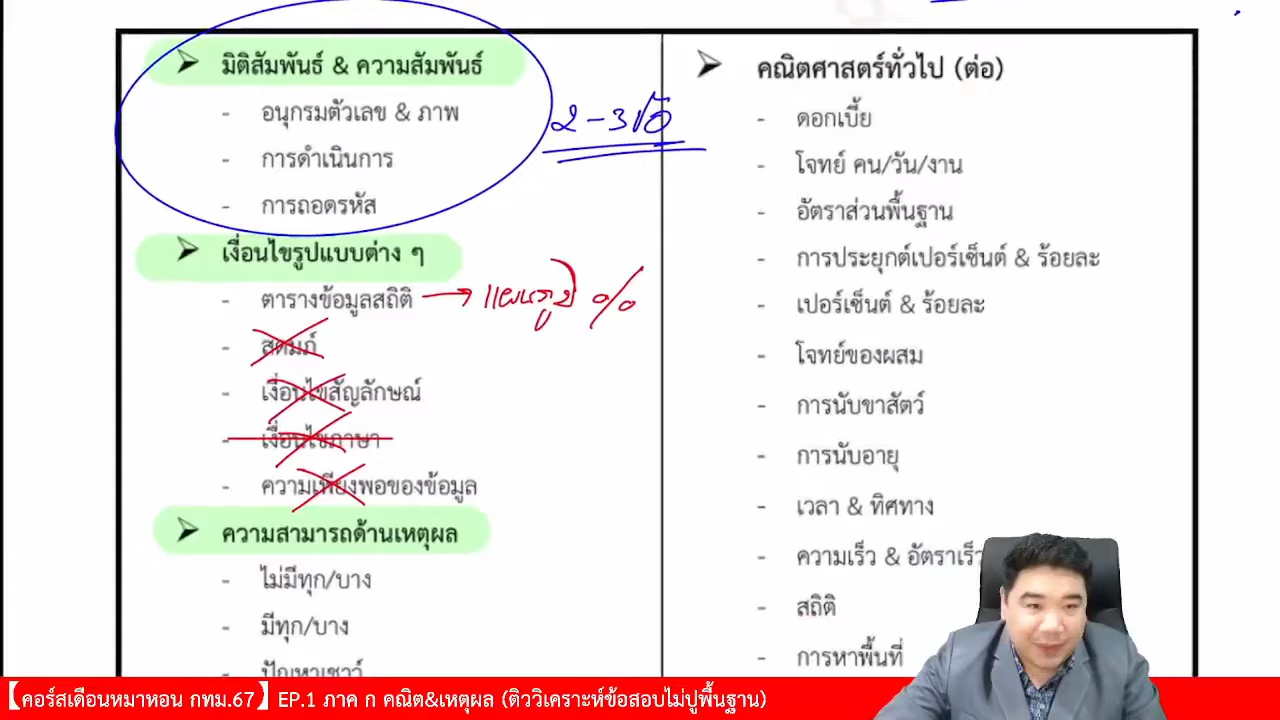 มิติสัมพันธ์ & ความสัมพันธ์
- อนุกรมตัวเลข & ภาพ
- การดำเนินการ
- การถอดรหัส
2-3 ข้อ
เงื่อนไขรูปแบบต่าง ๆ
- ตารางข้อมูลสถิติ → แผนภูมิ %
- สดมภ์
- เงื่อนไขสัญลักษณ์
- เงื่อนไขภาษา
- ความเพียงพอของข้อมูล
ความสามารถด้านเหตุผล
- ไม่มีทุก/บาง
- มีทุก/บาง
- ปัญหาเชาว์
คณิตศาสตร์ทั่วไป (ต่อ)
- ดอกเบี้ย
- โจทย์ คน/วัน/งาน
- อัตราส่วนพื้นฐาน
- การประยุกต์เปอร์เซ็นต์ & ร้อยละ
- เปอร์เซ็นต์ & ร้อยละ
- โจทย์ของผสม
- การนับขาสัตว์
- การนับอายุ
- เวลา & ทิศทาง
- ความเร็ว & อัตราเร็ว
- สถิติ
- การหาพื้นที่
【คอร์สเดือนหมาหอน กทม.67】 EP.1 ภาค ก คณิต&เหตุผล (ติววิเคราะห์ข้อสอบไม่ปูพื้นฐาน)